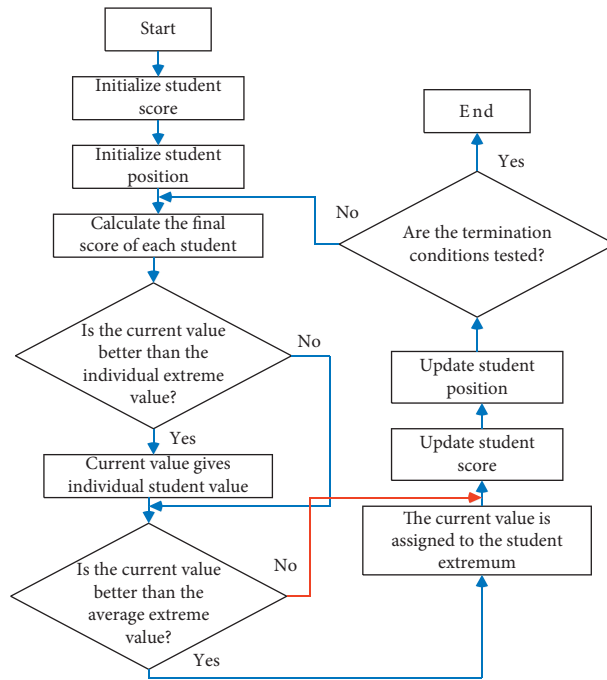 Start
Initialize student
score
Initialize student
position
Calculate the final
score of each student
Is the current value
better than the
individual extreme
value?
No
Yes
Current value gives
individual student value
Is the current value
better than the
average extreme
value?
No
Yes
The current value is
assigned to the student
extremum
Update student
score
Update student
position
Are the termination
conditions tested?
No
Yes
End